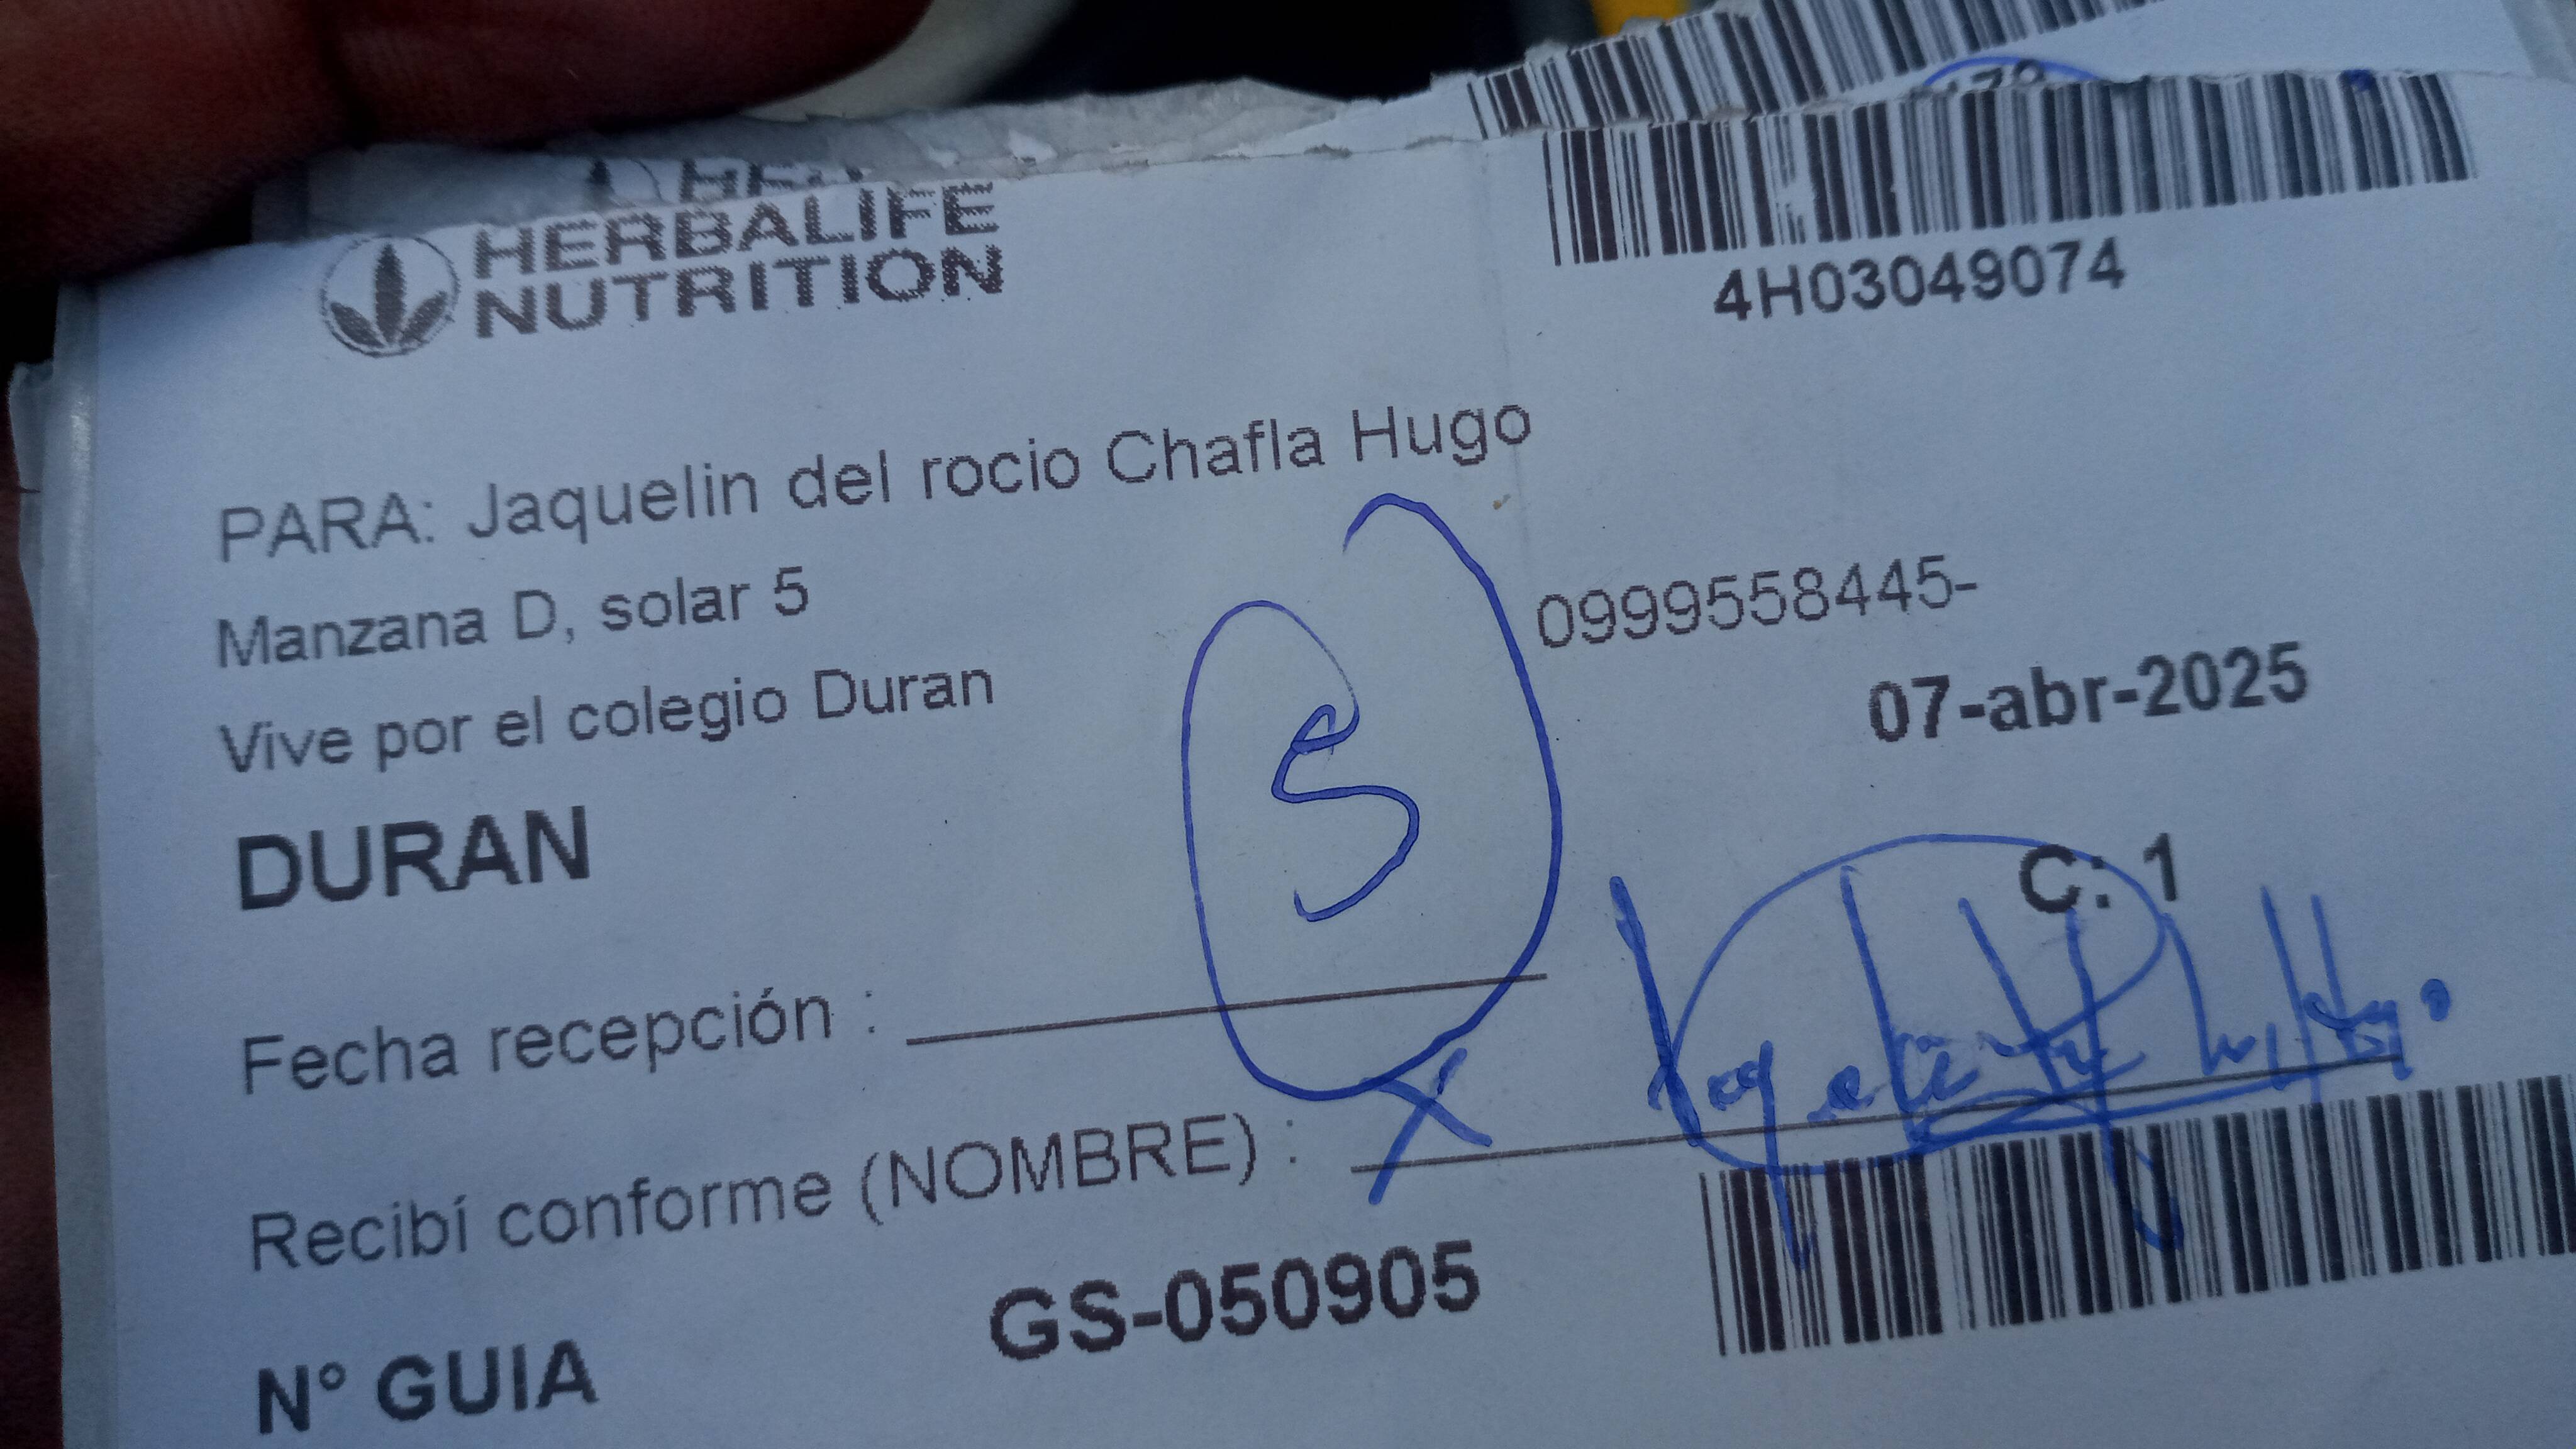 HERBALIFE
NUTRITION
4H03049074
PARA: Jaquelin del rocio Chafla Hugo
Manzana D, solar 5
0999558445-
Vive por el colegio Duran
07-abr-2025
DURAN
5
C: 1
Fecha recepción :
Recibí conforme (NOMBRE) : X
N° GUIA
GS-050905